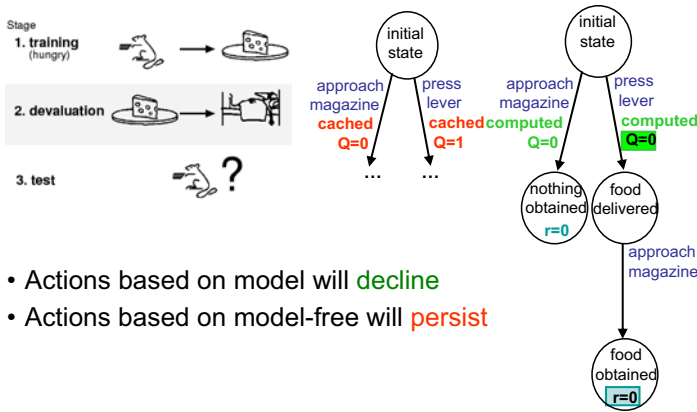 Stage
1. training
(hungry)
2. devaluation
3. test
?
initial
state
approach
magazine
cached
Q=0
press
lever
cached
Q=1
...
...
initial
state
approach
magazine
computed
Q=0
press
lever
computed
Q=0
nothing
obtained
r=0
food
delivered
approach
magazine
food
obtained
r=0
• Actions based on model will decline
• Actions based on model-free will persist